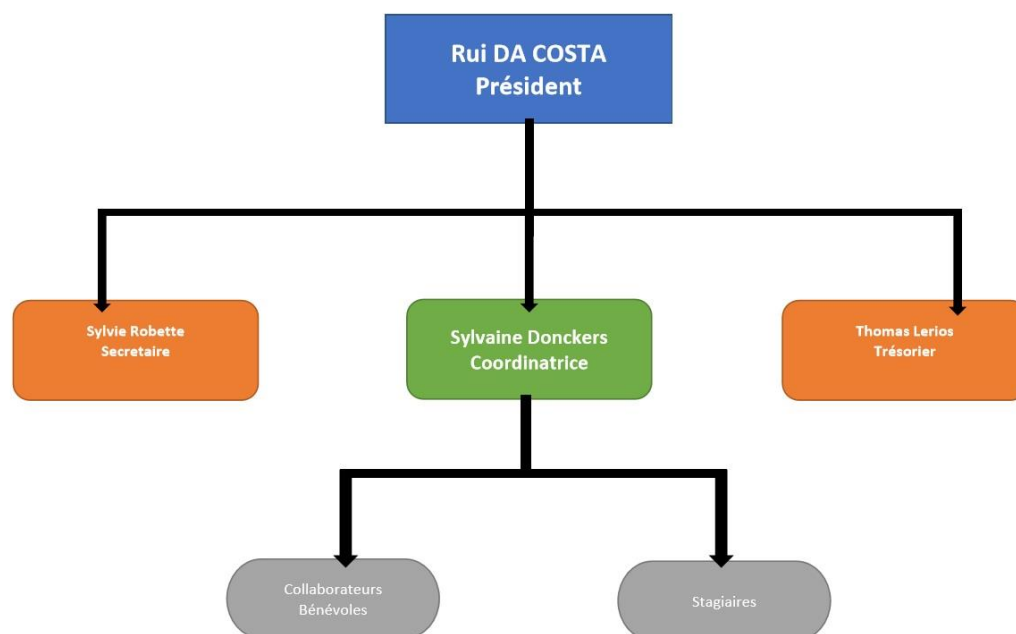 Rui DA COSTA
Président
Sylvie Robette
Secretaire
Sylvaine Donckers
Coordinatrice
Thomas Lerios
Trésorier
Collaborateurs
Bénévoles
Stagiaires